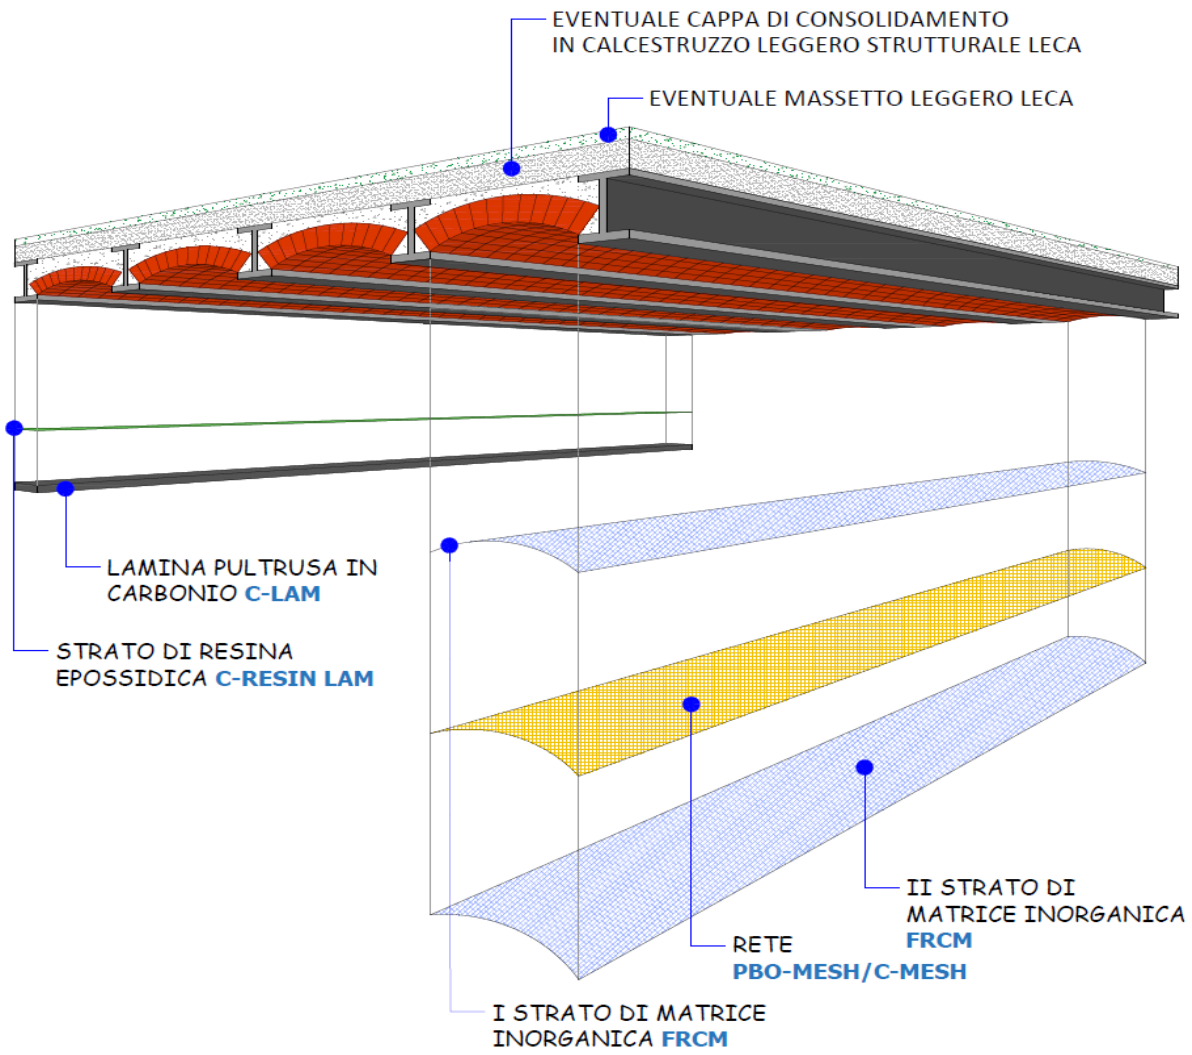 EVENTUALE CAPPA DI CONSOLIDAMENTO
IN CALCESTRUZZO LEGGERO STRUTTURALE LECA
EVENTUALE MASSETTO LEGGERO LECA
LAMINA PULTRUSA IN
CARBONIO C-LAM
STRATO DI RESINA
EPOSSIDICA C-RESIN LAM
II STRATO DI
MATRICE INORGANICA
FRCM
RETE
PBO-MESH/C-MESH
I STRATO DI MATRICE
INORGANICA FRCM